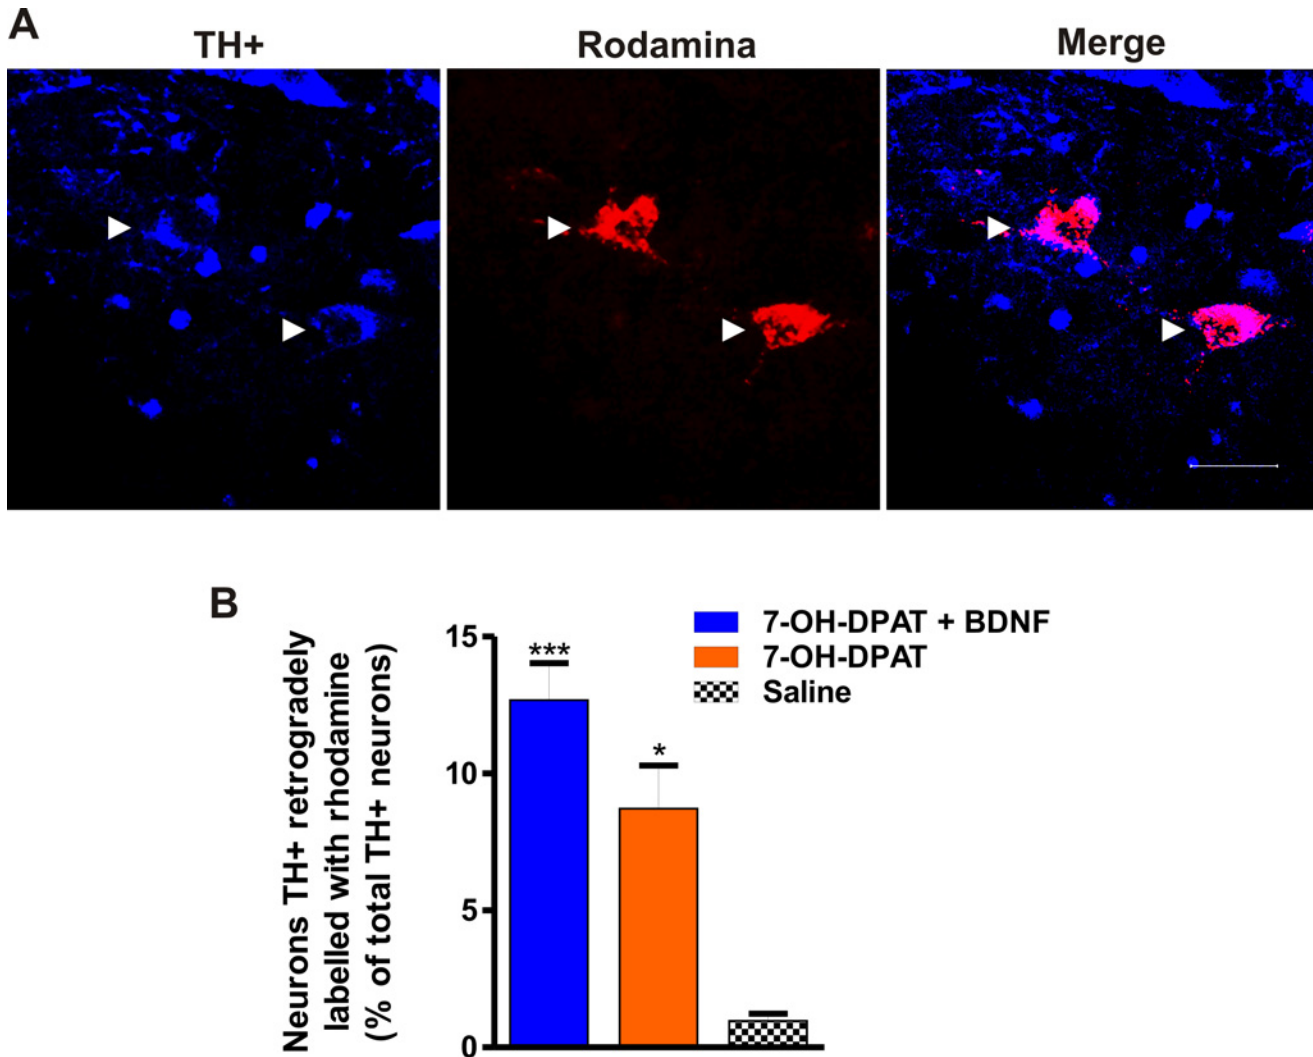 A
TH+
Rodamina
Merge
B
Neurons TH+ retrogradely
labelled with rhodamine
(% of total TH+ neurons)
15
10
5
0
***
*
7-OH-DPAT + BDNF
7-OH-DPAT
Saline